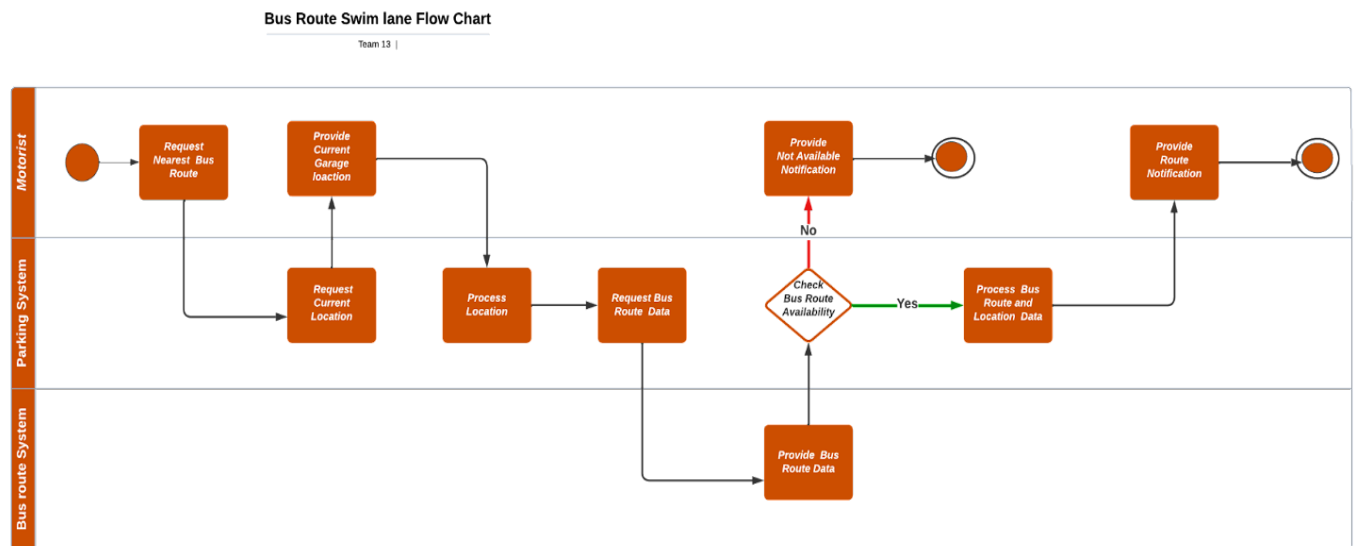 Bus Route Swim lane Flow Chart
Team 13 |
Motorist
Request
Nearest Bus
Route
Provide
Current
Garage
loaction
Provide
Not Available
Notification
Provide
Route
Notification
No
Parking System
Request
Current
Location
Process
Location
Request Bus
Route Data
Check
Bus Route
Availability
Yes
Process Bus
Route and
Location Data
Bus route System
Provide Bus
Route Data